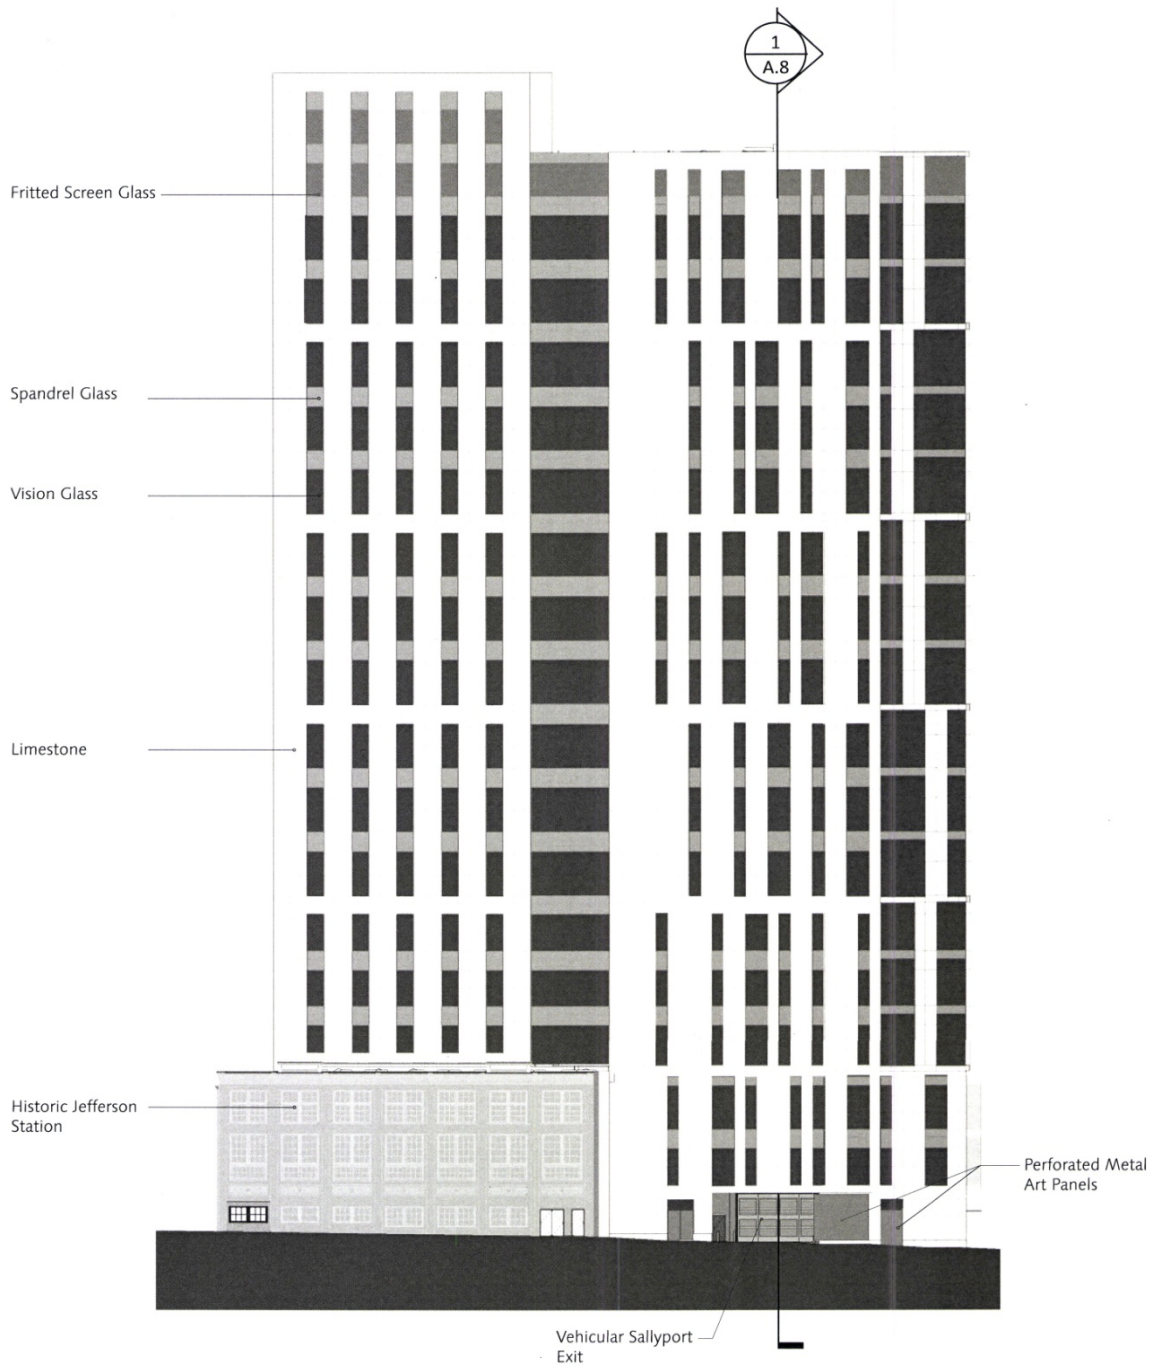 1
A.8
Fritted Screen Glass
Spandrel Glass
Vision Glass
Limestone
Historic Jefferson
Station
Perforated Metal
Art Panels
Vehicular Sallyport
Exit